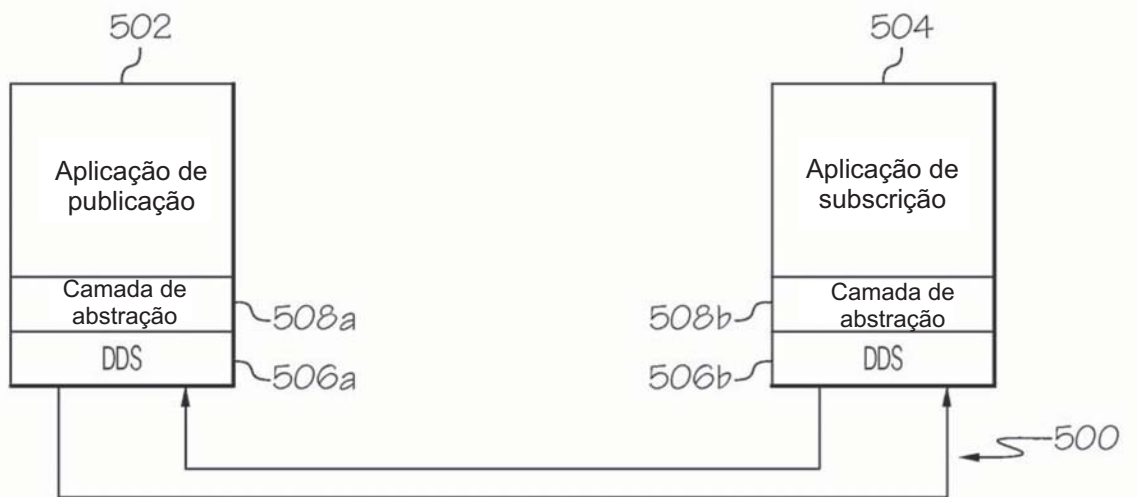 502
504
Aplicação de
publicação
Aplicação de
subscrição
Camada de
abstração
508a
508b
Camada de
abstração
DDS
506a
506b
DDS
500